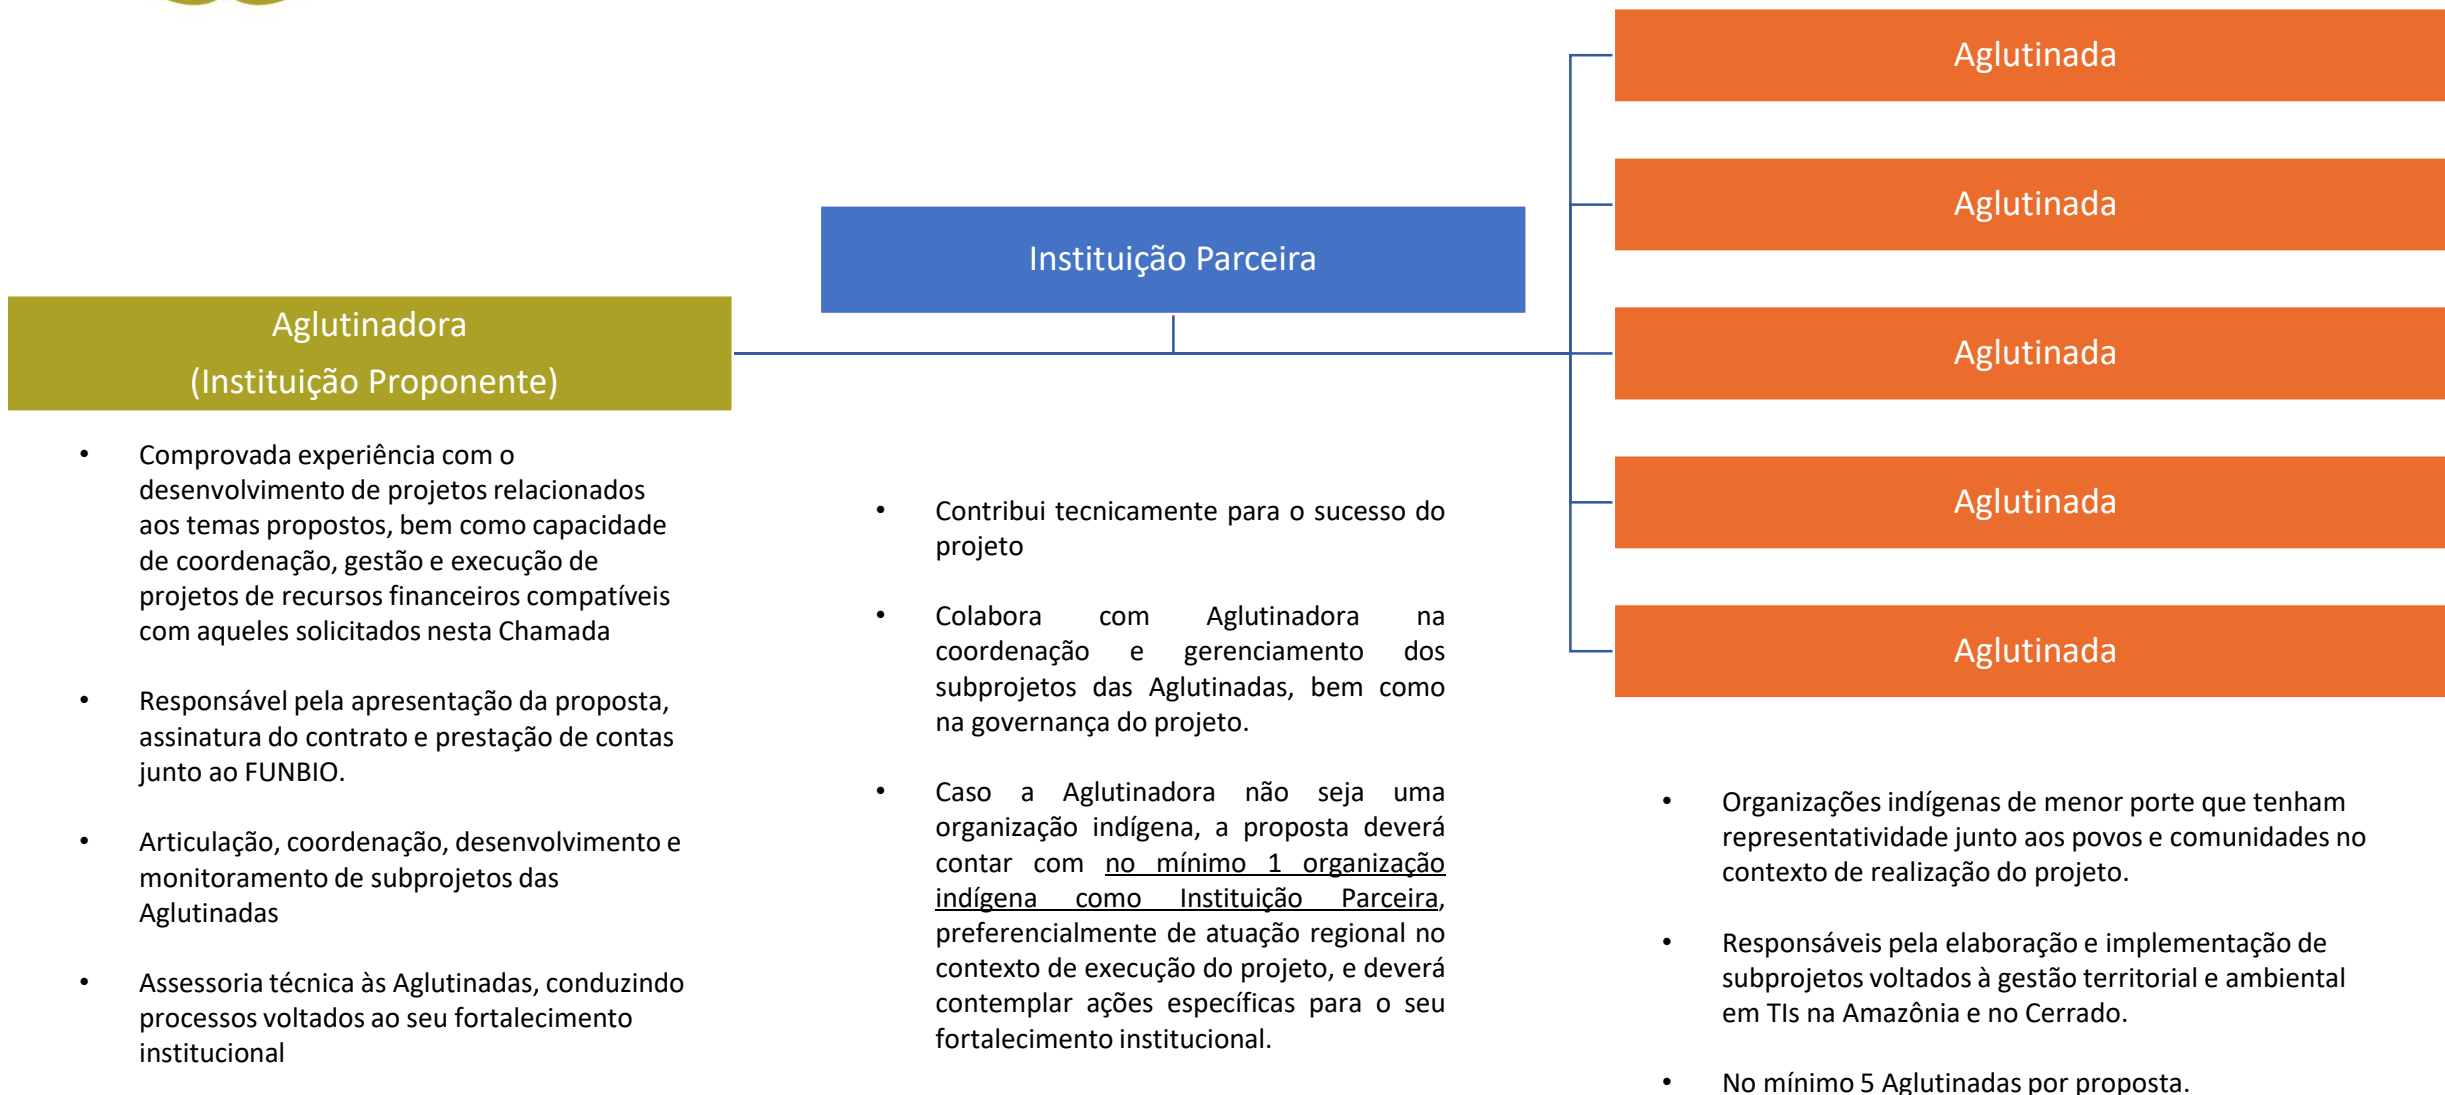 Aglutinadora
(Instituição Proponente)
• Comprovada experiência com o
desenvolvimento de projetos relacionados
aos temas propostos, bem como capacidade
de coordenação, gestão e execução de
projetos de recursos financeiros compatíveis
com aqueles solicitados nesta Chamada
• Responsável pela apresentação da proposta,
assinatura do contrato e prestação de contas
junto ao FUNBIO.
• Articulação, coordenação, desenvolvimento e
monitoramento de subprojetos das
Aglutinadas
• Assessoria técnica às Aglutinadas, conduzindo
processos voltados ao seu fortalecimento
institucional
Instituição Parceira
• Contribui tecnicamente para o sucesso do
projeto
• Colabora com Aglutinadora na
coordenação e gerenciamento dos
subprojetos das Aglutinadas, bem como
na governança do projeto.
• Caso a Aglutinadora não seja uma
organização indígena, a proposta deverá
contar com no mínimo 1 organização
indígena como Instituição Parceira,
preferencialmente de atuação regional no
contexto de execução do projeto, e deverá
contemplar ações específicas para o seu
fortalecimento institucional.
Aglutinada
Aglutinada
Aglutinada
Aglutinada
Aglutinada
• Organizações indígenas de menor porte que tenham
representatividade junto aos povos e comunidades no
contexto de realização do projeto.
• Responsáveis pela elaboração e implementação de
subprojetos voltados à gestão territorial e ambiental
em TIs na Amazônia e no Cerrado.
• No mínimo 5 Aglutinadas por proposta.